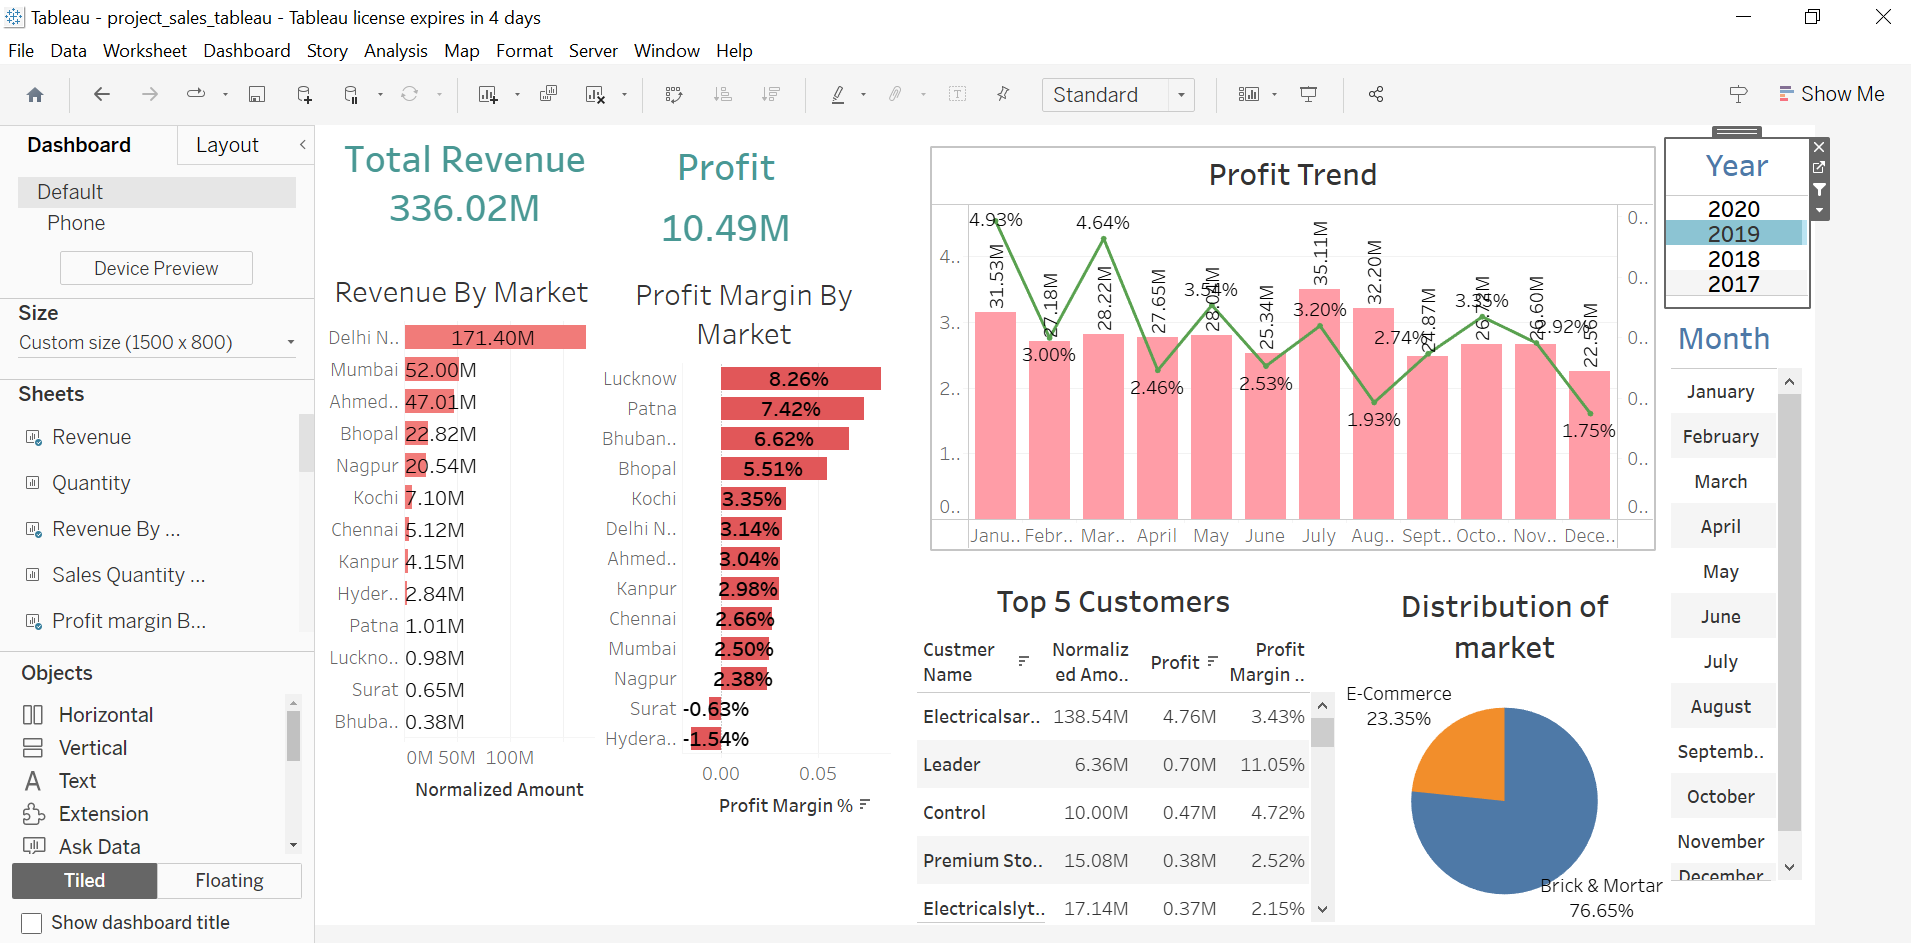 Tableau - project_sales_tableau - Tableau license expires in 4 days
File Data Worksheet Dashboard Story Analysis Map Format Server Window Help
Standard
Show Me
Dashboard
Layout
Default
Phone
Device Preview
Size
Custom size (1500 x 800)
Sheets
Revenue
Quantity
Revenue By ...
Sales Quantity ...
Profit margin B...
Objects
Horizontal
Vertical
Text
Extension
Ask Data
Tiled
Floating
Show dashboard title
Total Revenue
336.02M
Profit
10.49M
Revenue By Market
Delhi N.. 171.40M
Mumbai 52.00M
Ahmed.. 47.01M
Bhopal 22.82M
Nagpur 20.54M
Kochi 7.10M
Chennai 5.12M
Kanpur 4.15M
Hyder.. 2.84M
Patna 1.01M
Luckno.. 0.98M
Surat 0.65M
Bhuba.. 0.38M
0M 50M 100M
Normalized Amount
Profit Margin By
Market
Lucknow 8.26%
Patna 7.42%
Bhuban.. 6.62%
Bhopal 5.51%
Kochi 3.35%
Delhi N.. 3.14%
Ahmed.. 3.04%
Kanpur 2.98%
Chennai 2.66%
Mumbai 2.50%
Nagpur 2.38%
Surat -0.63%
Hydera.. -1.54%
0.00 0.05
Profit Margin %
Profit Trend
4..
3..
2..
1..
0..
4.93%
3.00%
4.64%
2.46%
3.54%
2.53%
3.20%
1.93%
2.74%
3.35%
2.92%
1.75%
31.53M
27.18M
28.22M
27.65M
25.34M
35.11M
32.20M
24.87M
26.60M
22.56M
0..
0..
0..
0..
0..
0..
Janu.. Febr.. Mar.. April May June July Aug.. Sept.. Octo.. Nov.. Dece..
Top 5 Customers
Custmer
Name
Normaliz
ed Amo..
Profit
Profit
Margin ..
Electricalsar.. 138.54M 4.76M 3.43%
Leader 6.36M 0.70M 11.05%
Control 10.00M 0.47M 4.72%
Premium Sto.. 15.08M 0.38M 2.52%
Electricalslyt.. 17.14M 0.37M 2.15%
Distribution of
market
E-Commerce
23.35%
Brick & Mortar
76.65%
Year
2020
2019
2018
2017
Month
January
February
March
April
May
June
July
August
Septemb..
October
November
December